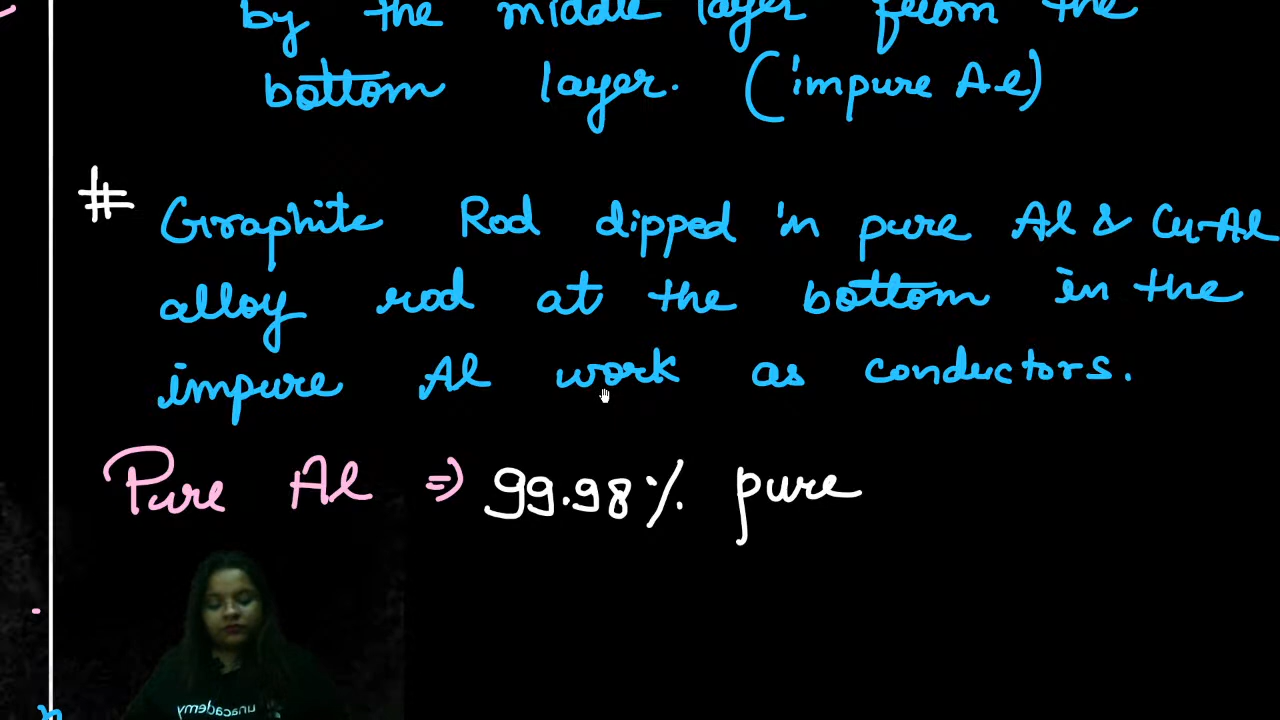 by the middle layer from the
bottom layer. (impure Al)
# Graphite Rod dipped in pure Al & Cu-Al
alloy rod at the bottom in the
impure Al work as conductors.
Pure Al ⇒ 99.98% pure
unacademy